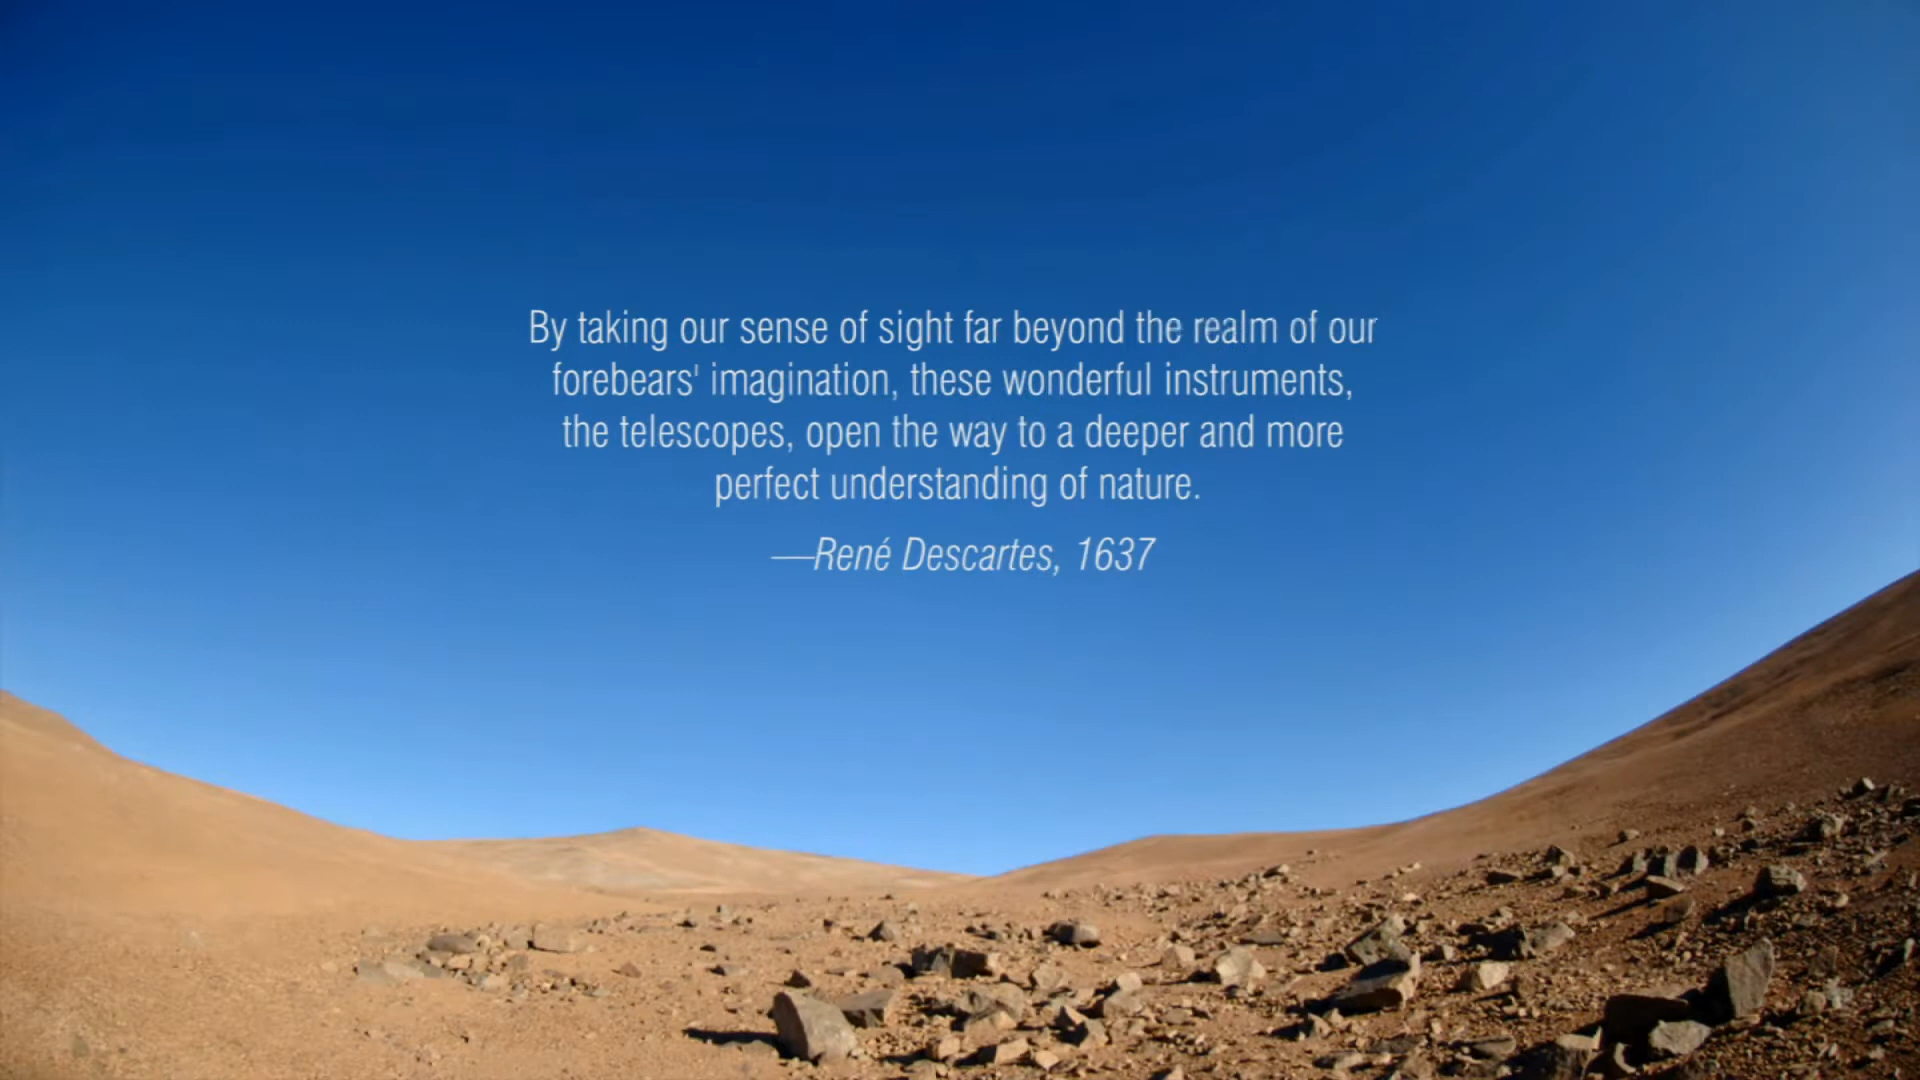 By taking our sense of sight far beyond the realm of our
forebears' imagination, these wonderful instruments,
the telescopes, open the way to a deeper and more
perfect understanding of nature.
—René Descartes, 1637